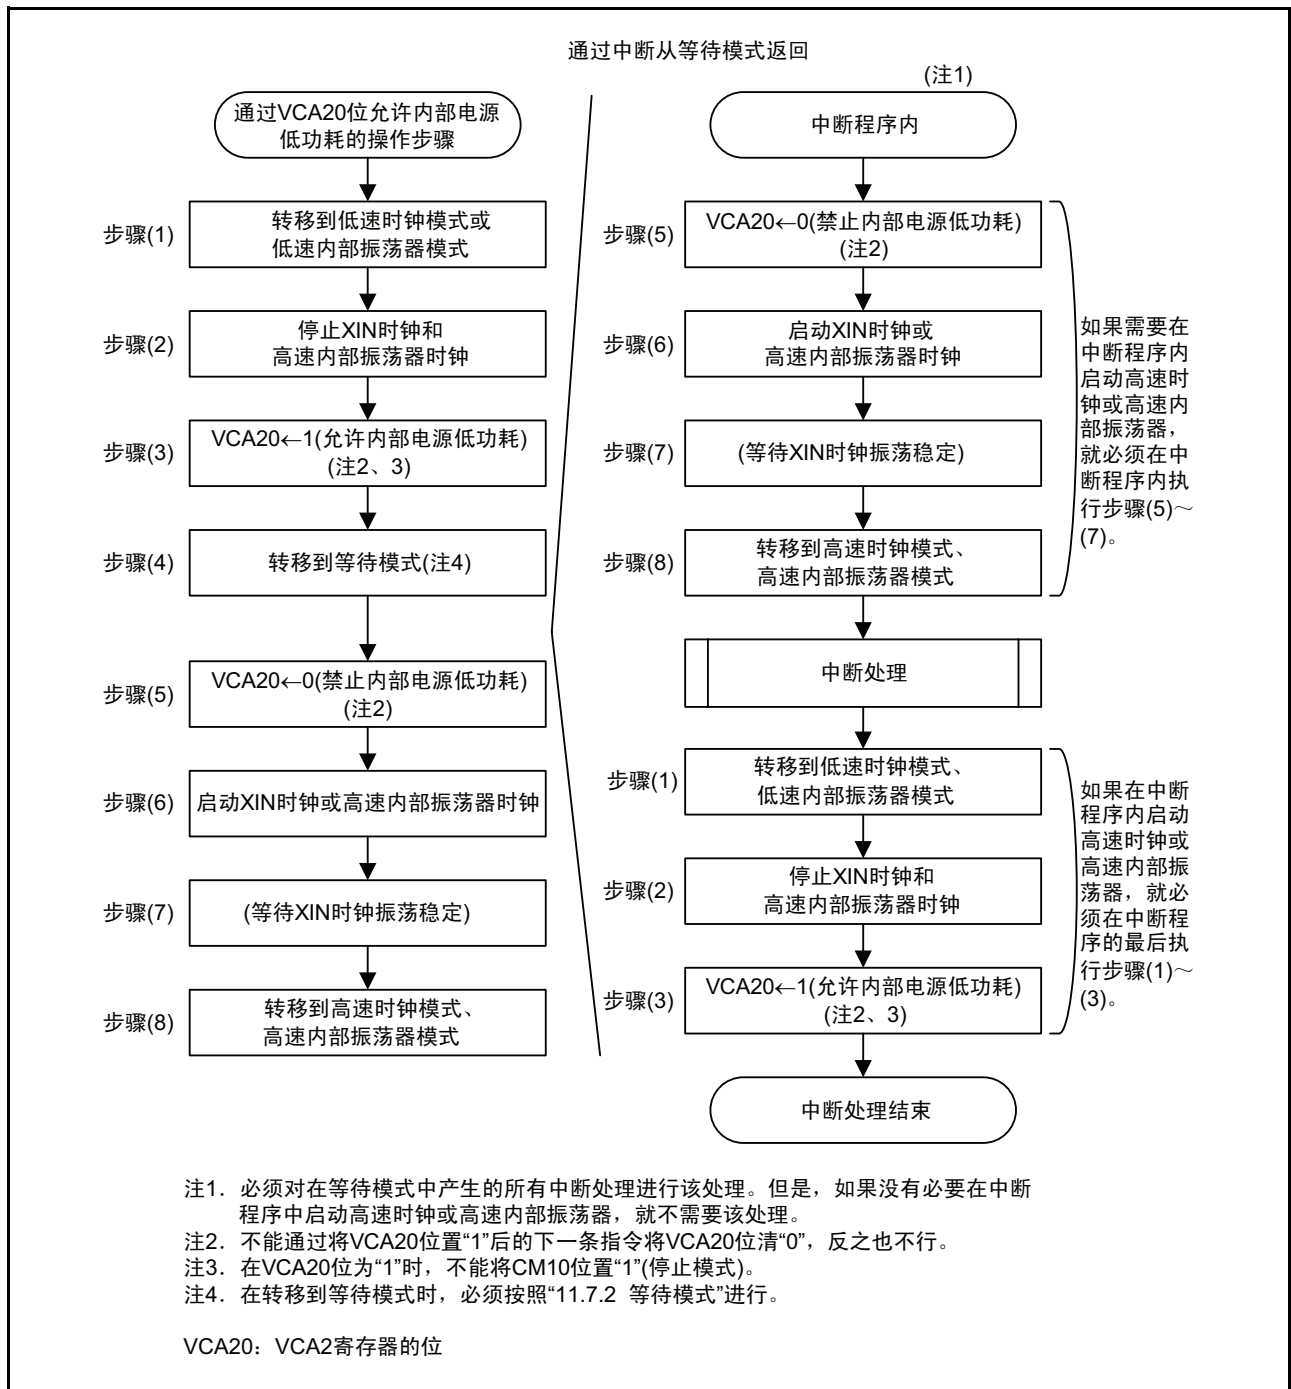 通过中断从等待模式返回
(注1)
通过VCA20位允许内部电源
低功耗的操作步骤
步骤(1)
转移到低速时钟模式或
低速内部振荡器模式
步骤(2)
停止XIN时钟和
高速内部振荡器时钟
步骤(3)
VCA20←1(允许内部电源低功耗)
(注2、3)
步骤(4)
转移到等待模式(注4)
步骤(5)
VCA20←0(禁止内部电源低功耗)
(注2)
步骤(6)
启动XIN时钟或高速内部振荡器时钟
步骤(7)
(等待XIN时钟振荡稳定)
步骤(8)
转移到高速时钟模式、
高速内部振荡器模式
中断程序内
步骤(5)
VCA20←0(禁止内部电源低功耗)
(注2)
步骤(6)
启动XIN时钟或
高速内部振荡器时钟
步骤(7)
(等待XIN时钟振荡稳定)
步骤(8)
转移到高速时钟模式、
高速内部振荡器模式
如果需要在
中断程序内
启动高速时
钟或高速内
部振荡器，
就必须在中
断程序内执
行步骤(5)～
(7)。
中断处理
步骤(1)
转移到低速时钟模式、
低速内部振荡器模式
步骤(2)
停止XIN时钟和
高速内部振荡器时钟
步骤(3)
VCA20←1(允许内部电源低功耗)
(注2、3)
如果在中断
程序内启动
高速时钟或
高速内部振
荡器，就必
须在中断程
序的最后执
行步骤(1)～
(3)。
中断处理结束
注1．必须对在等待模式中产生的所有中断处理进行该处理。但是，如果没有必要在中断
程序中启动高速时钟或高速内部振荡器，就不需要该处理。
注2．不能通过将VCA20位置“1”后的下一条指令将VCA20位清“0”，反之也不行。
注3．在VCA20位为“1”时，不能将CM10位置“1”(停止模式)。
注4．在转移到等待模式时，必须按照“11.7.2 等待模式”进行。
VCA20：VCA2寄存器的位